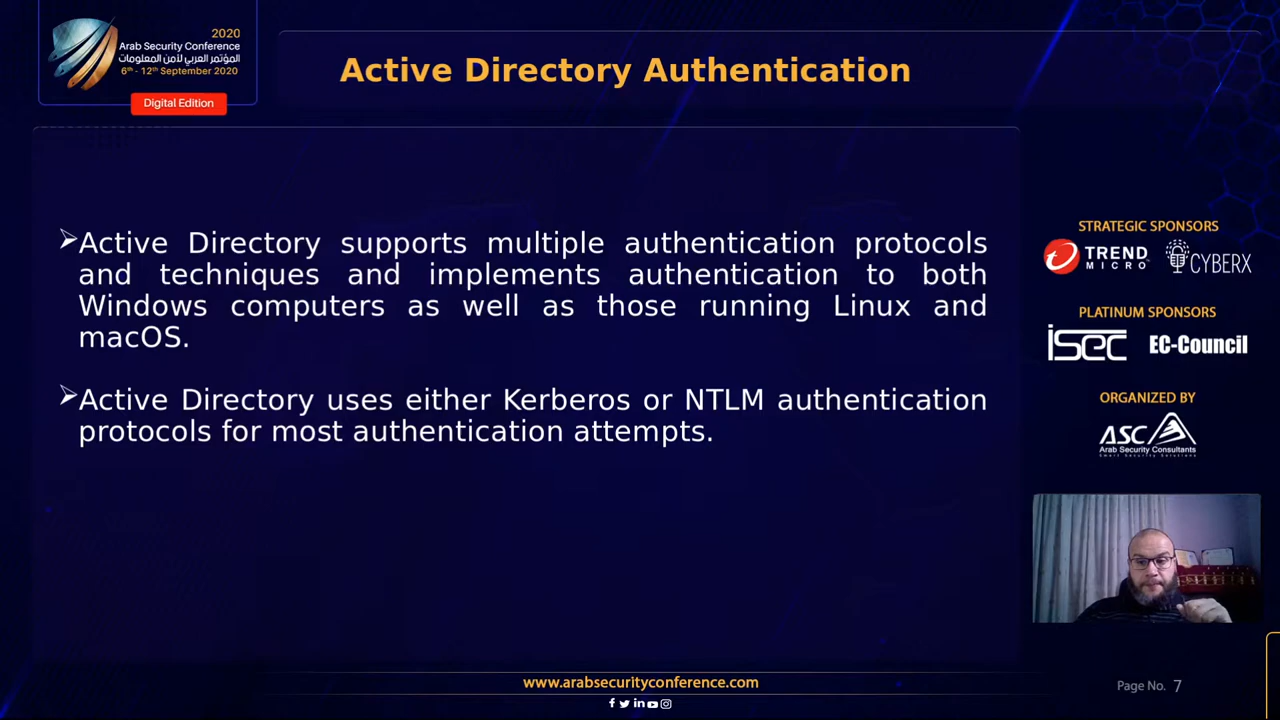 2020
Arab Security Conference
المؤتمر العربي لأمن المعلومات
6th - 12th September 2020
Digital Edition
Active Directory Authentication
Active Directory supports multiple authentication protocols
and techniques and implements authentication to both
Windows computers as well as those running Linux and
macOS.
Active Directory uses either Kerberos or NTLM authentication
protocols for most authentication attempts.
STRATEGIC SPONSORS
TREND
MICRO
CYBERX
PLATINUM SPONSORS
isec
EC-Council
ORGANIZED BY
ASC
Arab Security Consultants
www.arabsecurityconference.com
Page No. 7